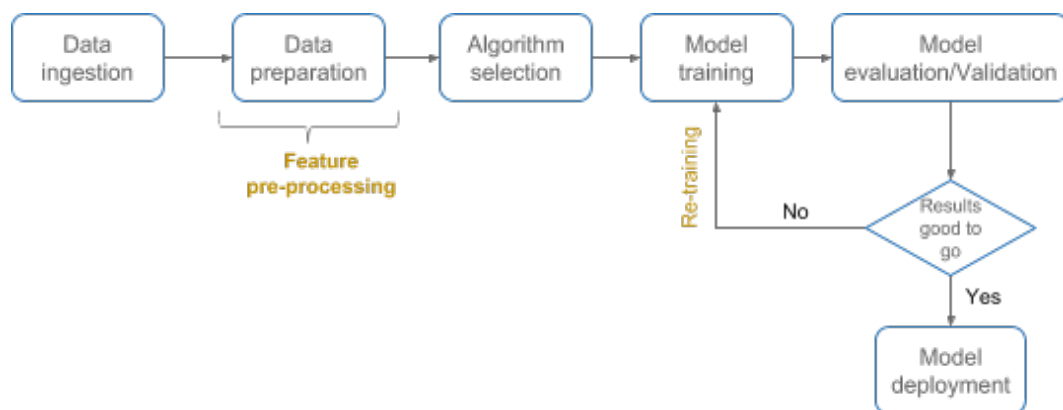 Data
ingestion
Data
preparation
Algorithm
selection
Model
training
Model
evaluation/Validation
Feature
pre-processing
Re-training
No
Results
good to
go
Yes
Model
deployment